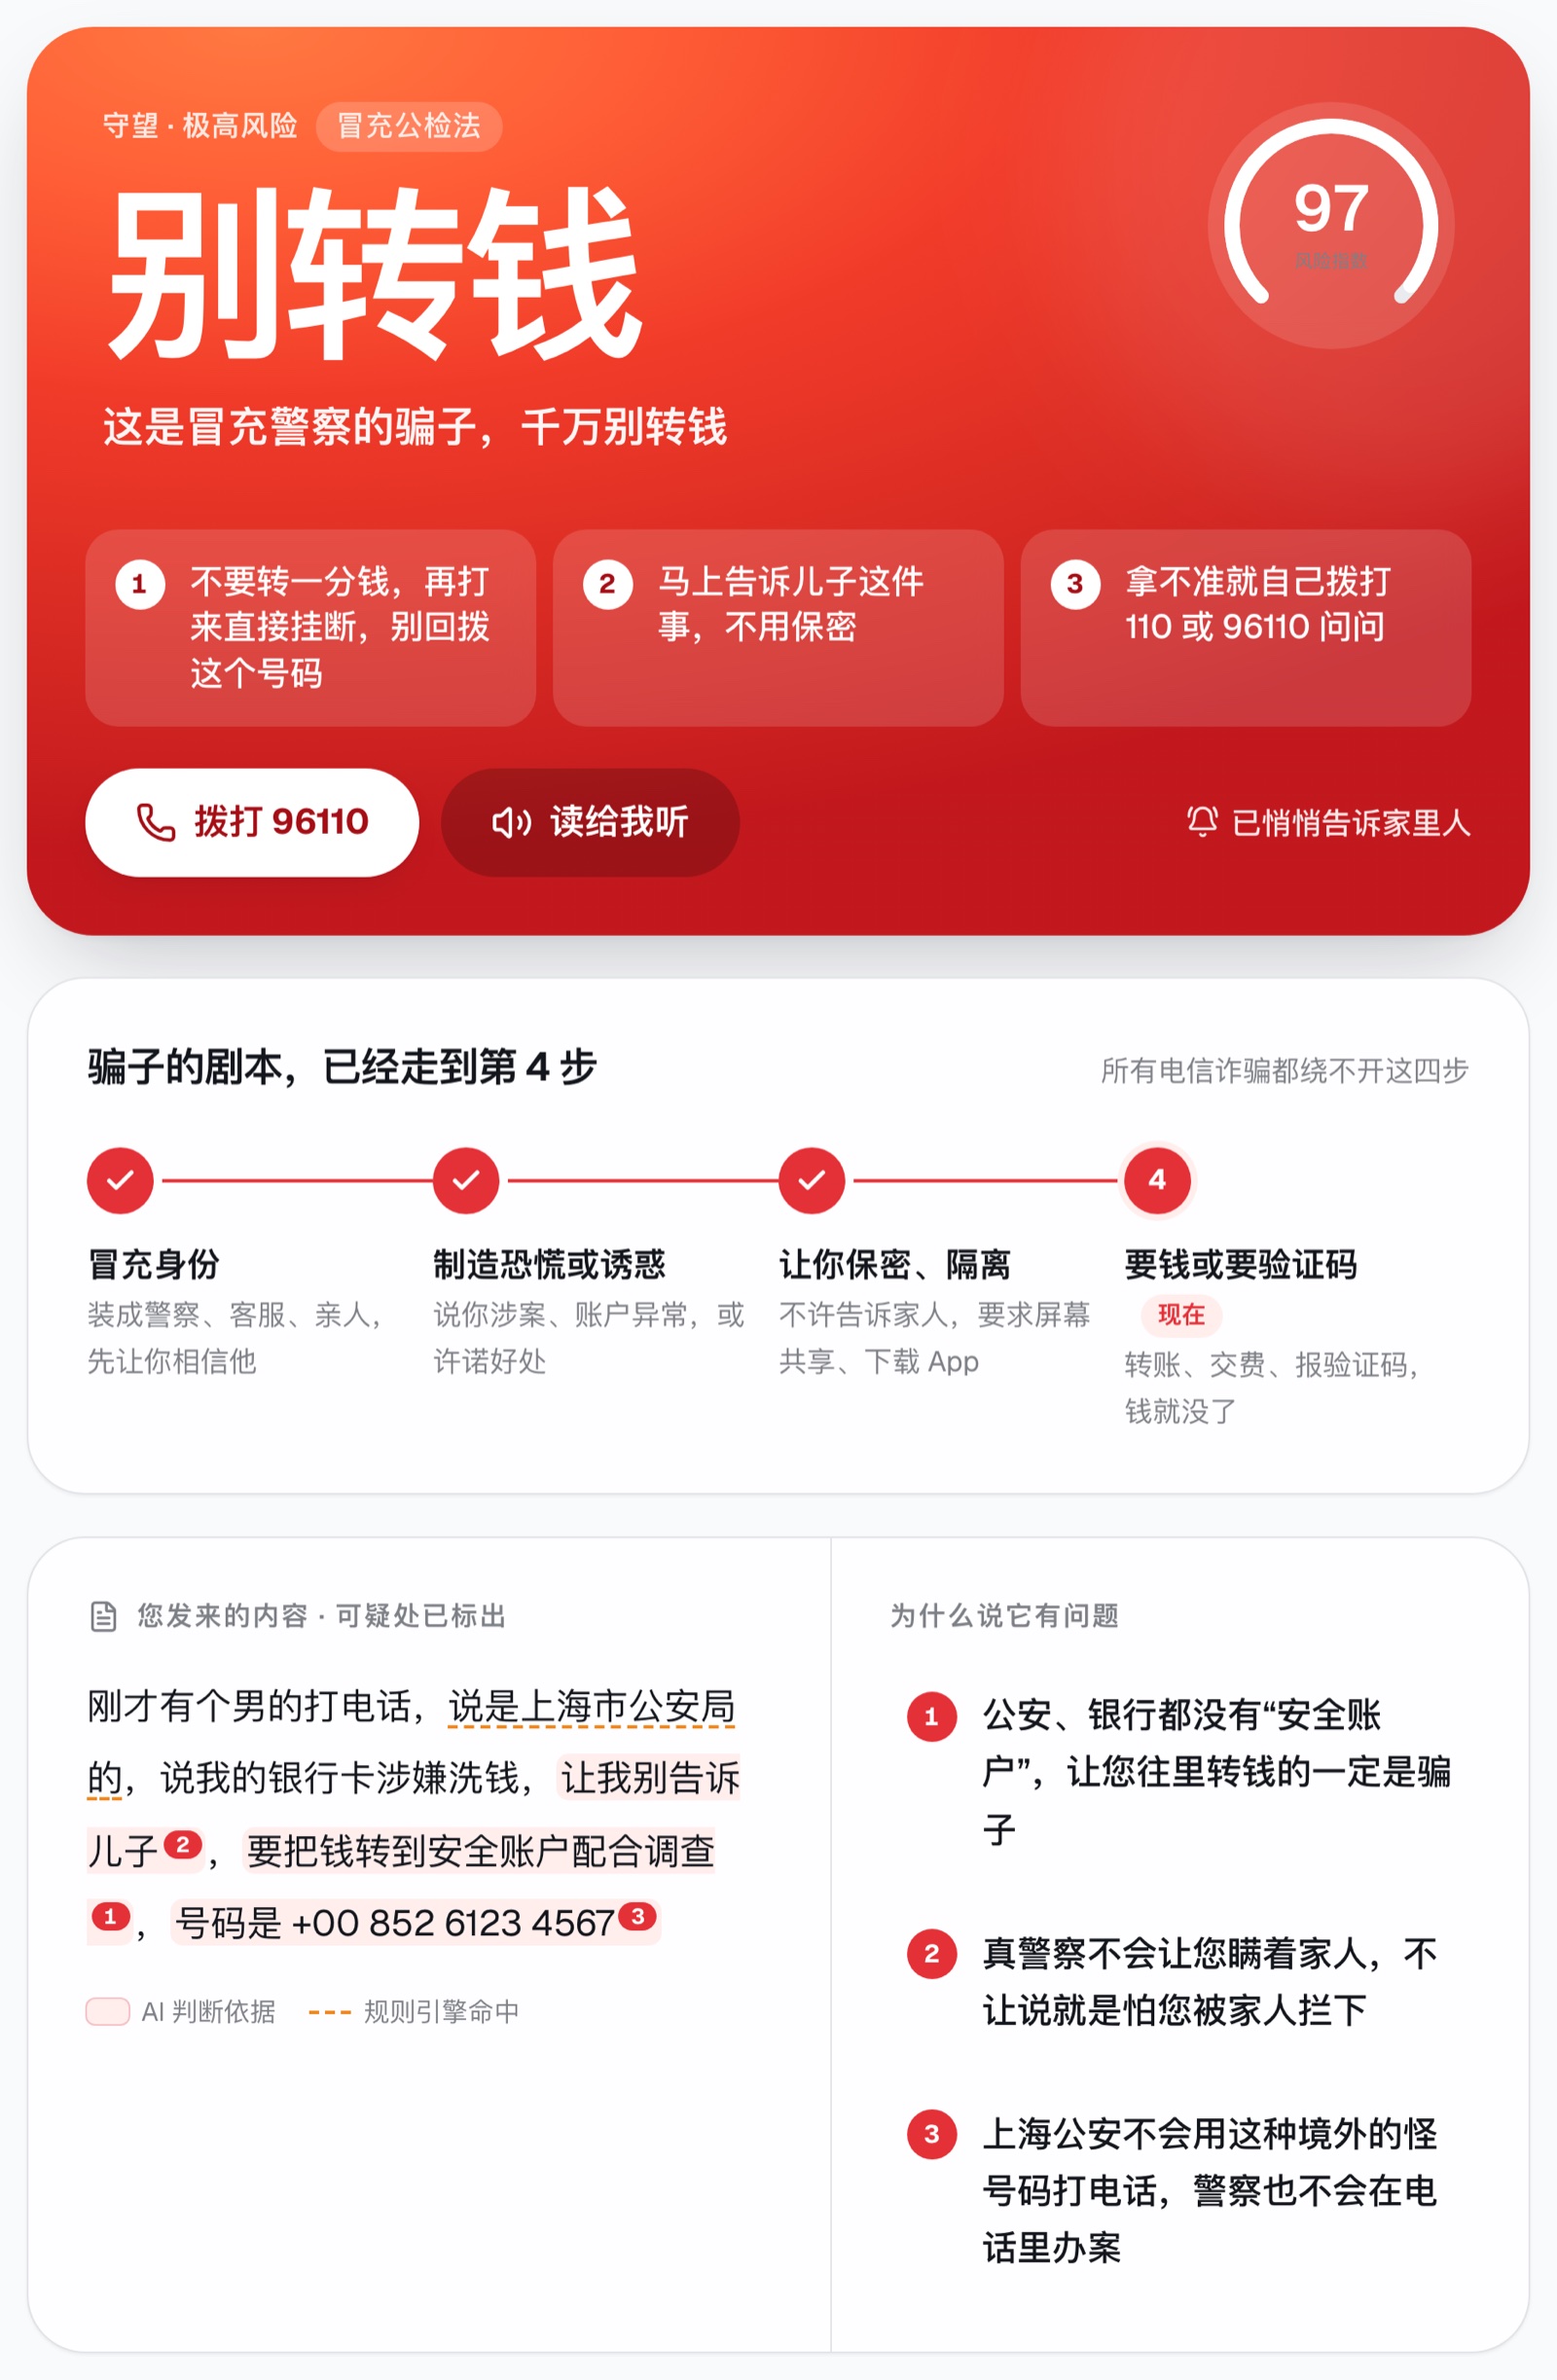 守望 · 极高风险
冒充公检法
97
风险指数
别转钱
这是冒充警察的骗子，千万别转钱
1
不要转一分钱，再打
来直接挂断，别回拨
这个号码
2
马上告诉儿子这件
事，不用保密
3
拿不准就自己拨打
110 或 96110 问问
拨打 96110
读给我听
已悄悄告诉家里人
骗子的剧本，已经走到第 4 步
所有电信诈骗都绕不开这四步
冒充身份
装成警察、客服、亲人，
先让你相信他
制造恐慌或诱惑
说你涉案、账户异常，或
许诺好处
让你保密、隔离
不许告诉家人，要求屏幕
共享、下载 App
4
要钱或要验证码
现在
转账、交费、报验证码，
钱就没了
您发来的内容 · 可疑处已标出
刚才有个男的打电话，说是上海市公安局
的，说我的银行卡涉嫌洗钱，让我别告诉
儿子2，要把钱转到安全账户配合调查
1，号码是 +00 852 6123 45673
AI 判断依据
规则引擎命中
为什么说它有问题
1
公安、银行都没有“安全账
户”，让您往里转钱的一定是骗
子
2
真警察不会让您瞒着家人，不
让说就是怕您被家人拦下
3
上海公安不会用这种境外的怪
号码打电话，警察也不会在电
话里办案